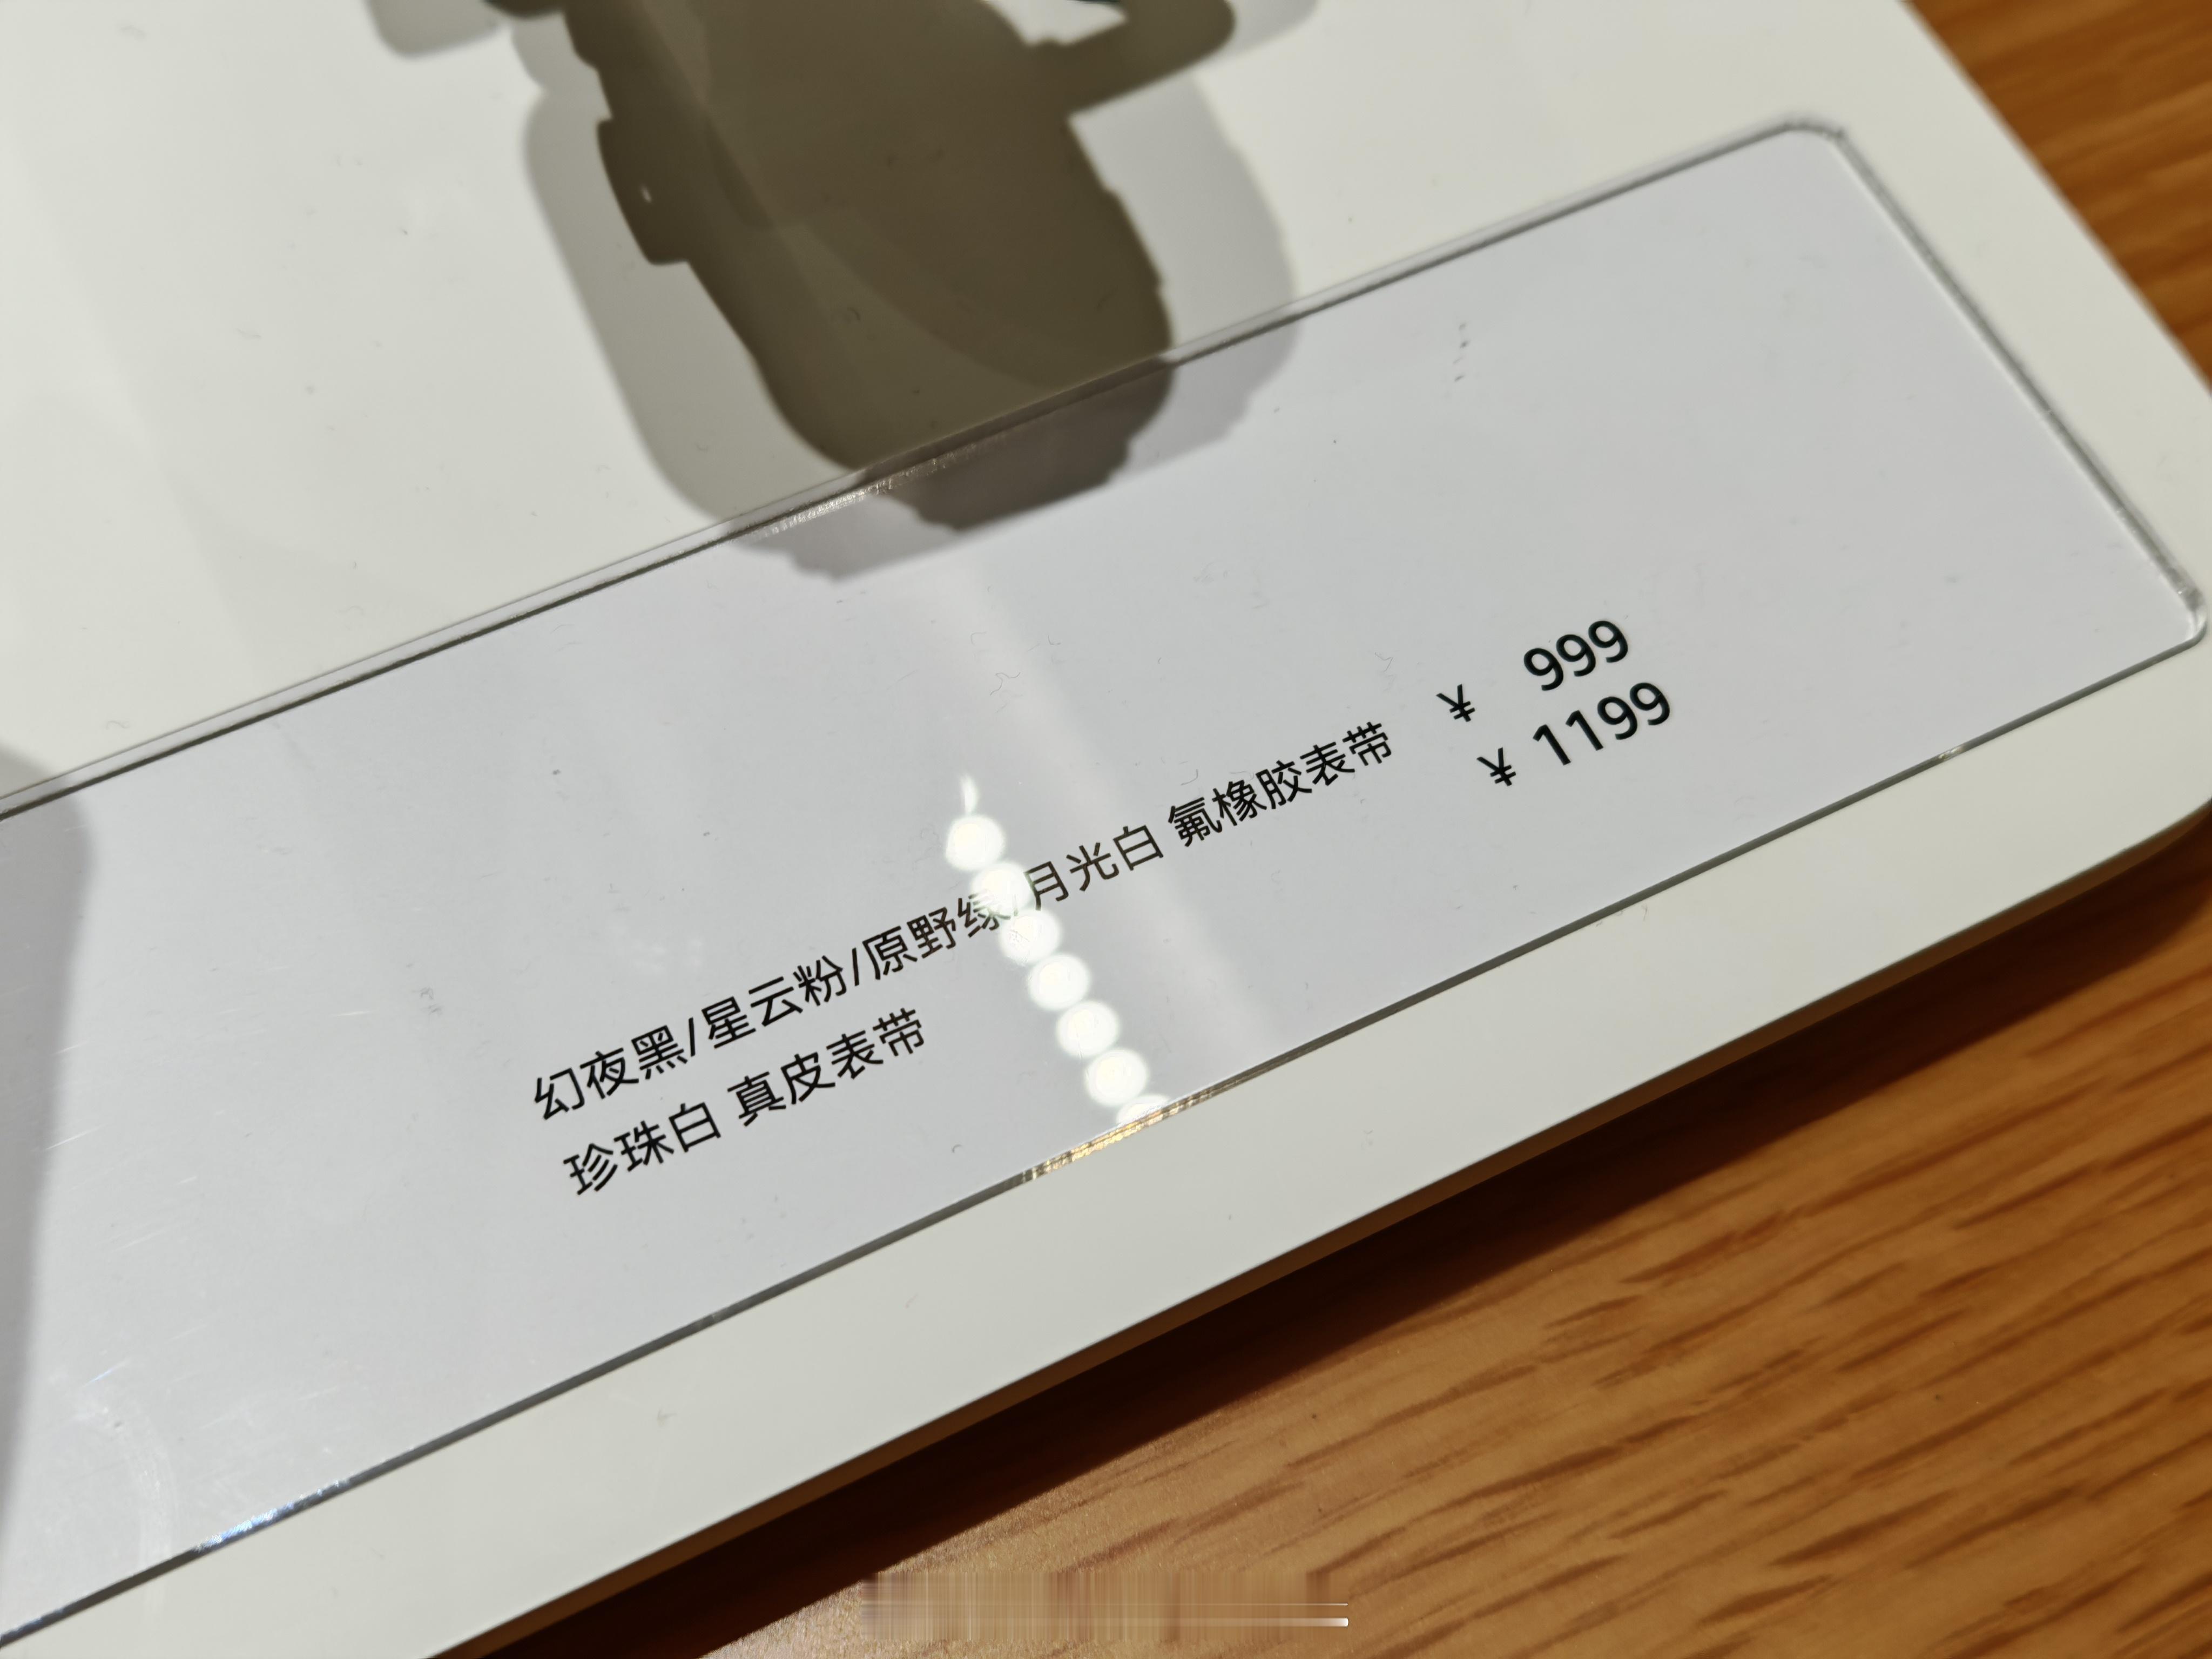 幻夜黑/星云粉/原野绿/月光白 氟橡胶表带 ¥ 999
珍珠白 真皮表带 ¥ 1199